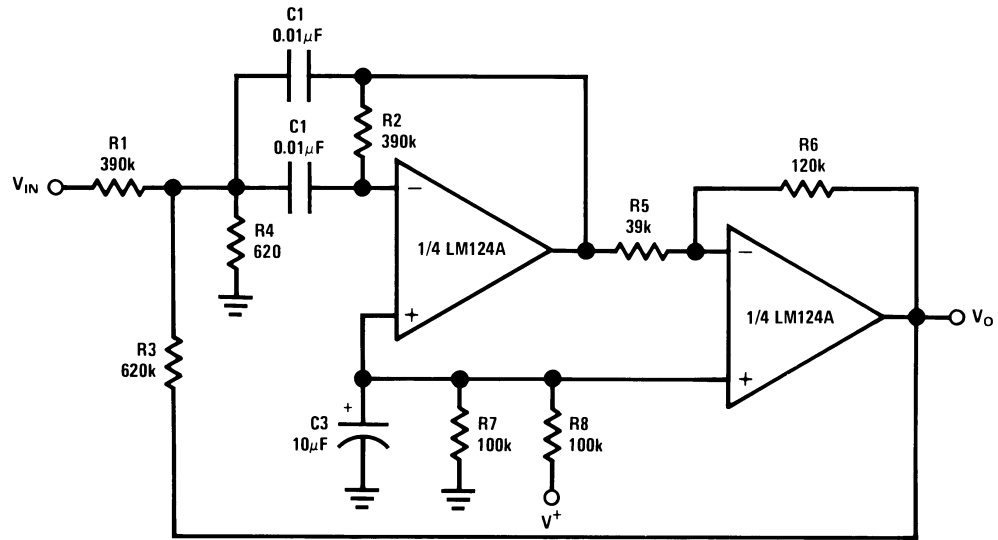 C1
0.01μF
R2
390k
C1
0.01μF
R1
390k
VIN
R4
620
R6
120k
R5
39k
−
1/4 LM124A
+
−
1/4 LM124A
+
VO
R3
620k
+
C3
10μF
R7
100k
R8
100k
V+